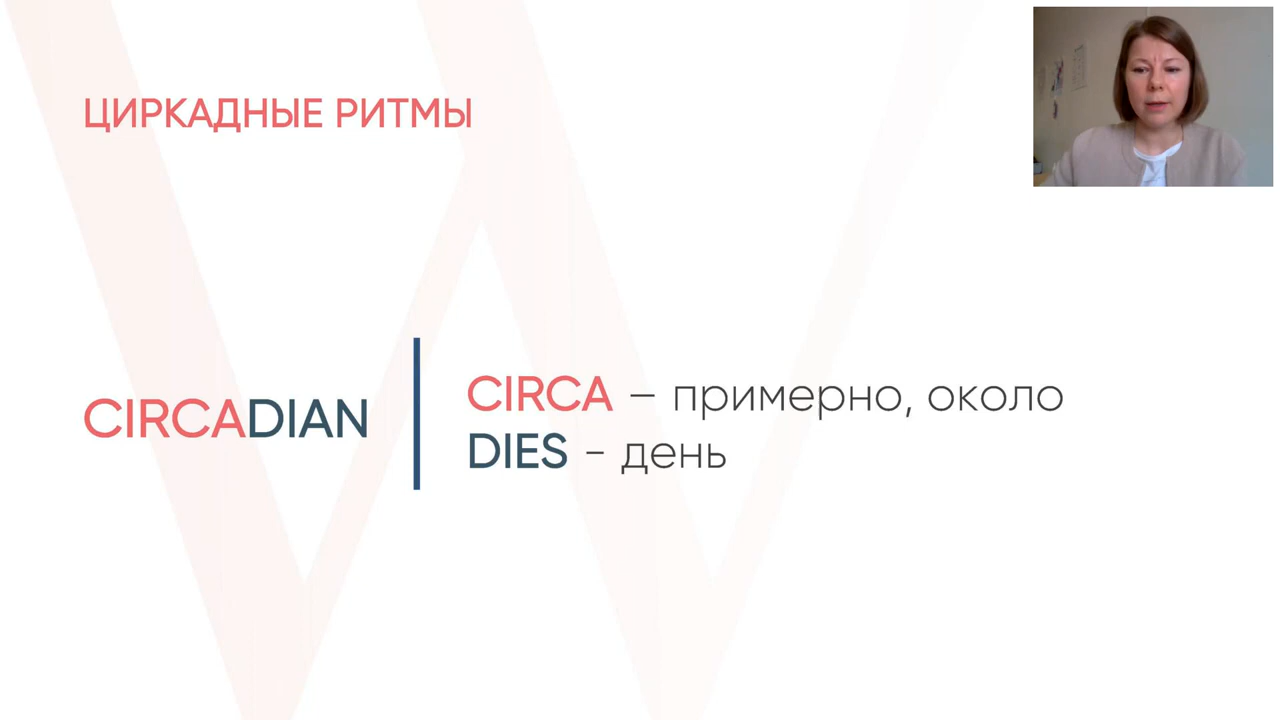 ЦИРКАДНЫЕ РИТМЫ
CIRCADIAN
CIRCA – примерно, около
DIES - день